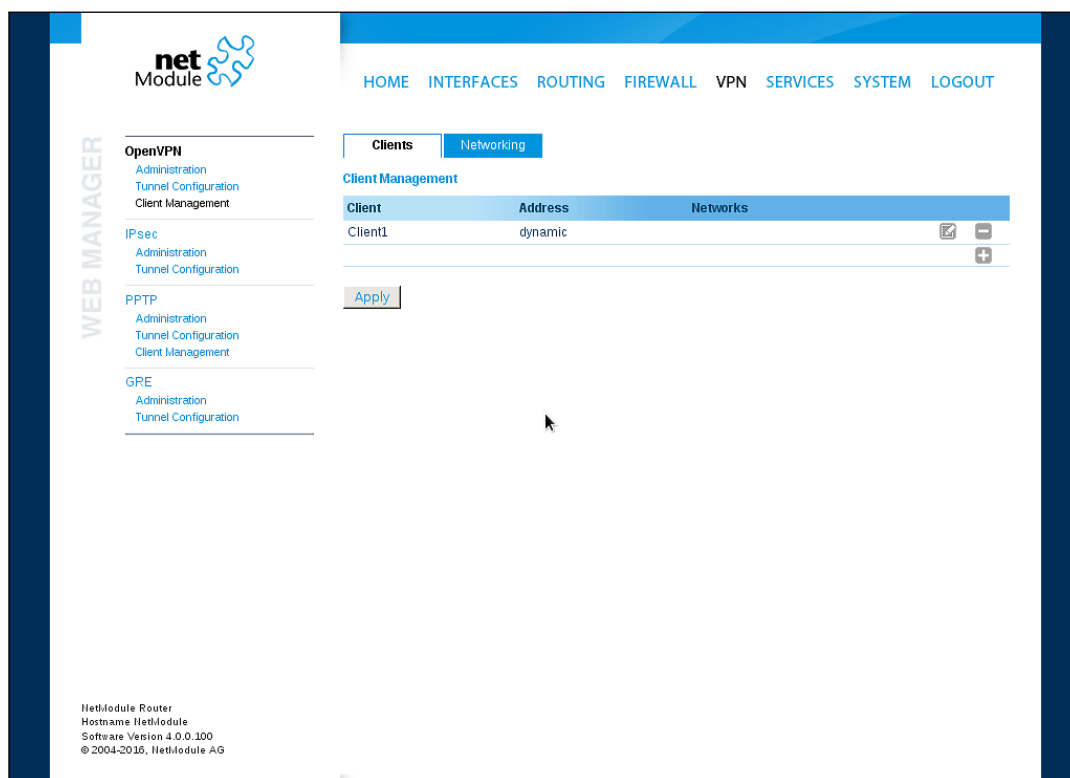 net
Module
HOME INTERFACES ROUTING FIREWALL VPN SERVICES SYSTEM LOGOUT
WEB MANAGER
OpenVPN
Administration
Tunnel Configuration
Client Management
IPsec
Administration
Tunnel Configuration
PPTP
Administration
Tunnel Configuration
Client Management
GRE
Administration
Tunnel Configuration
Clients Networking
Client Management
Client Address Networks
Client1 dynamic
Apply
NetModule Router
Hostname NetModule
Software Version 4.0.0.100
© 2004-2016, NetModule AG